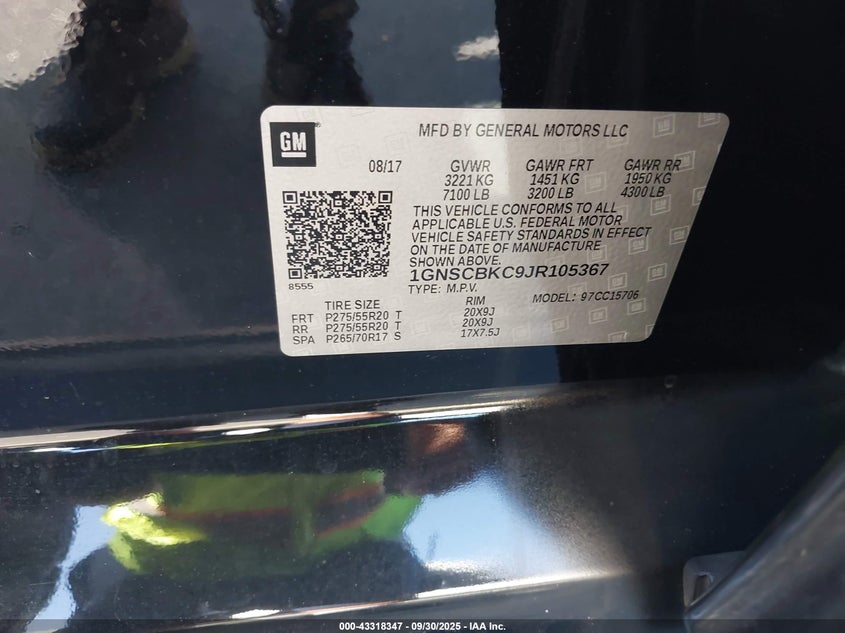 GM
MFD BY GENERAL MOTORS LLC
08/17 GVWR GAWR FRT GAWR RR
3221 KG 1451 KG 1950 KG
7100 LB 3200 LB 4300 LB
THIS VEHICLE CONFORMS TO ALL
APPLICABLE U.S. FEDERAL MOTOR
VEHICLE SAFETY STANDARDS IN EFFECT
ON THE DATE OF MANUFACTURE
SHOWN ABOVE.
1GNSCBKC9JR105367
8555
TYPE: M.P.V. MODEL: 97CC15706
TIRE SIZE RIM
FRT P275/55R20 T 20X9J
RR P275/55R20 T 20X9J
SPA P265/70R17 S 17X7.5J
000-43318347 - 09/30/2025 - IAA Inc.